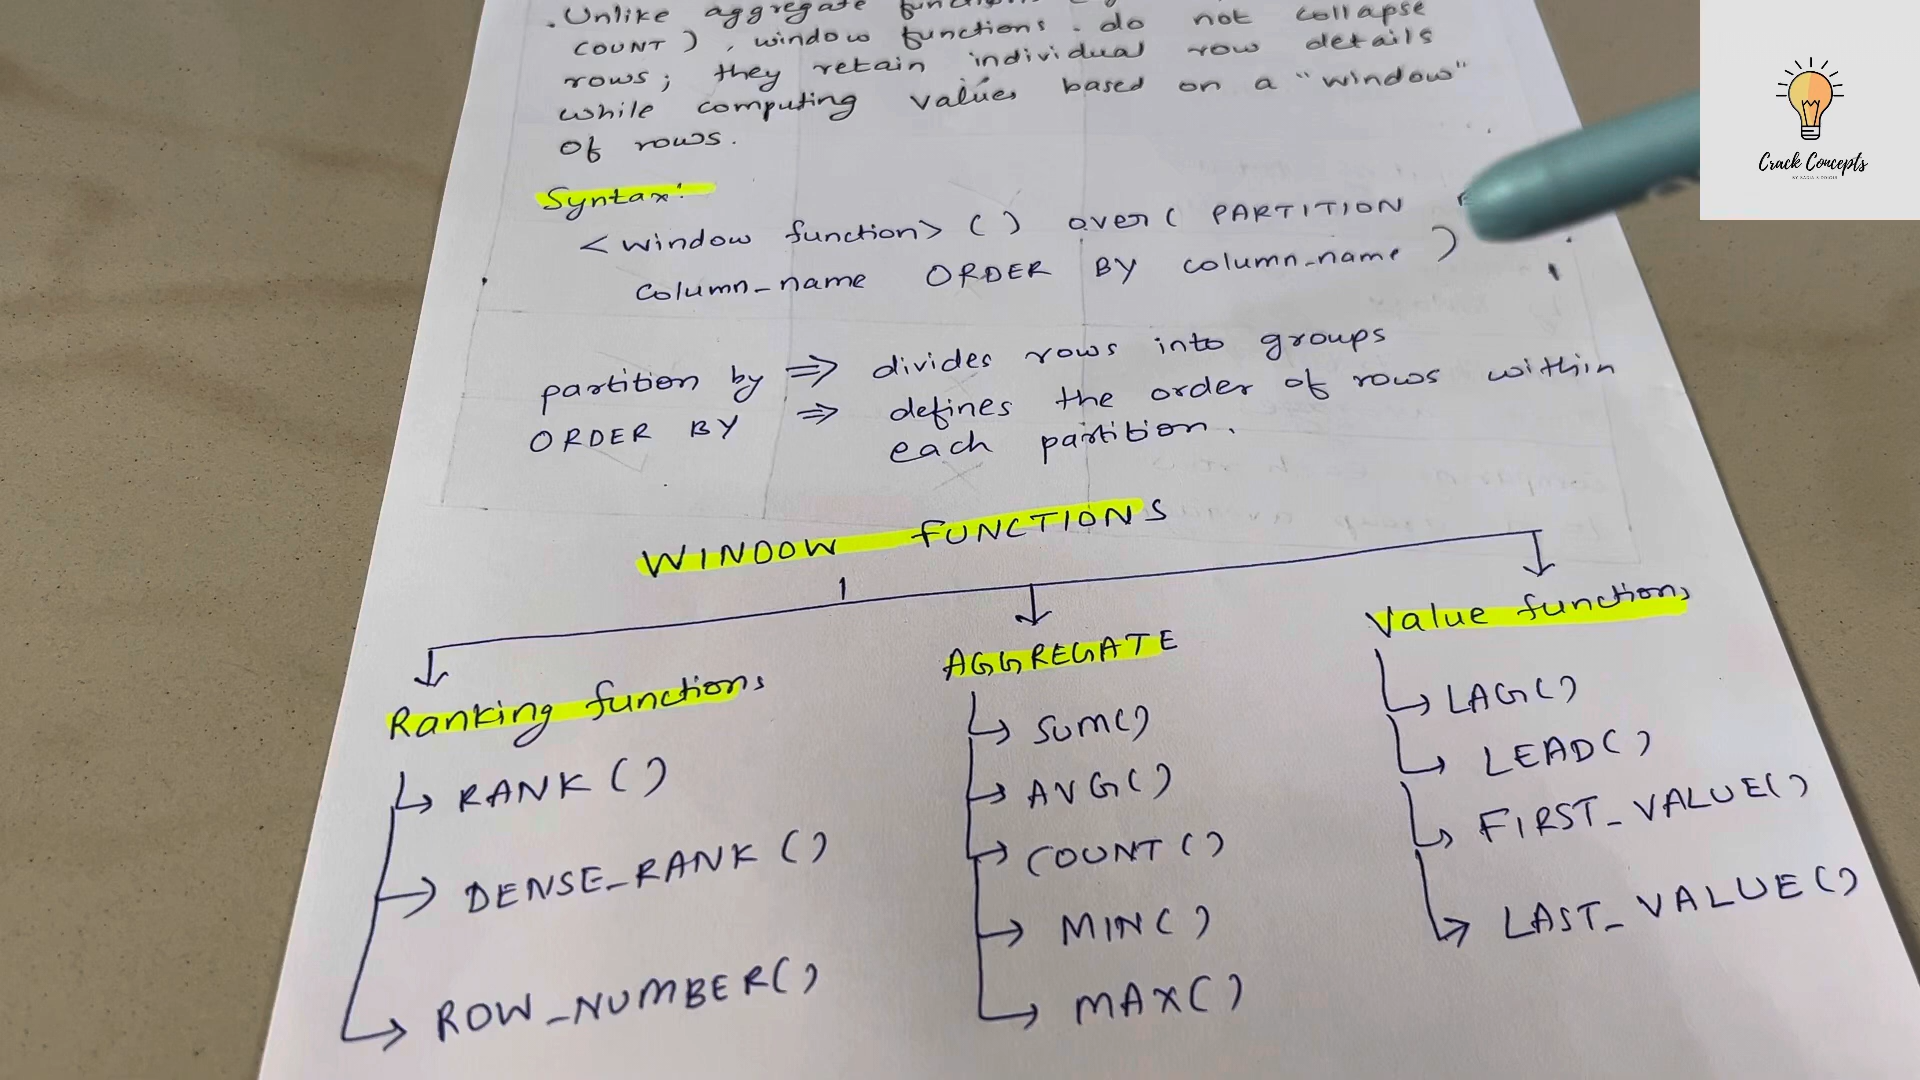 . Unlike aggregate
COUNT ) , window functions . do not collapse
rows ; they retain individual row details
while computing values based on a "window"
of rows .
Syntax :
< window function > ( ) over ( PARTITION
column_name ORDER BY column_name )
partition by ⇒ divides rows into groups
ORDER BY ⇒ defines the order of rows within
each partition .
WINDOW FUNCTIONS
Ranking functions
RANK ( )
DENSE_RANK ( )
ROW_NUMBER( )
AGGREGATE
SUM( )
AVG( )
COUNT ( )
MIN( )
MAX( )
Value functions
LAG( )
LEAD( )
FIRST_VALUE( )
LAST_VALUE( )
Crack Concepts